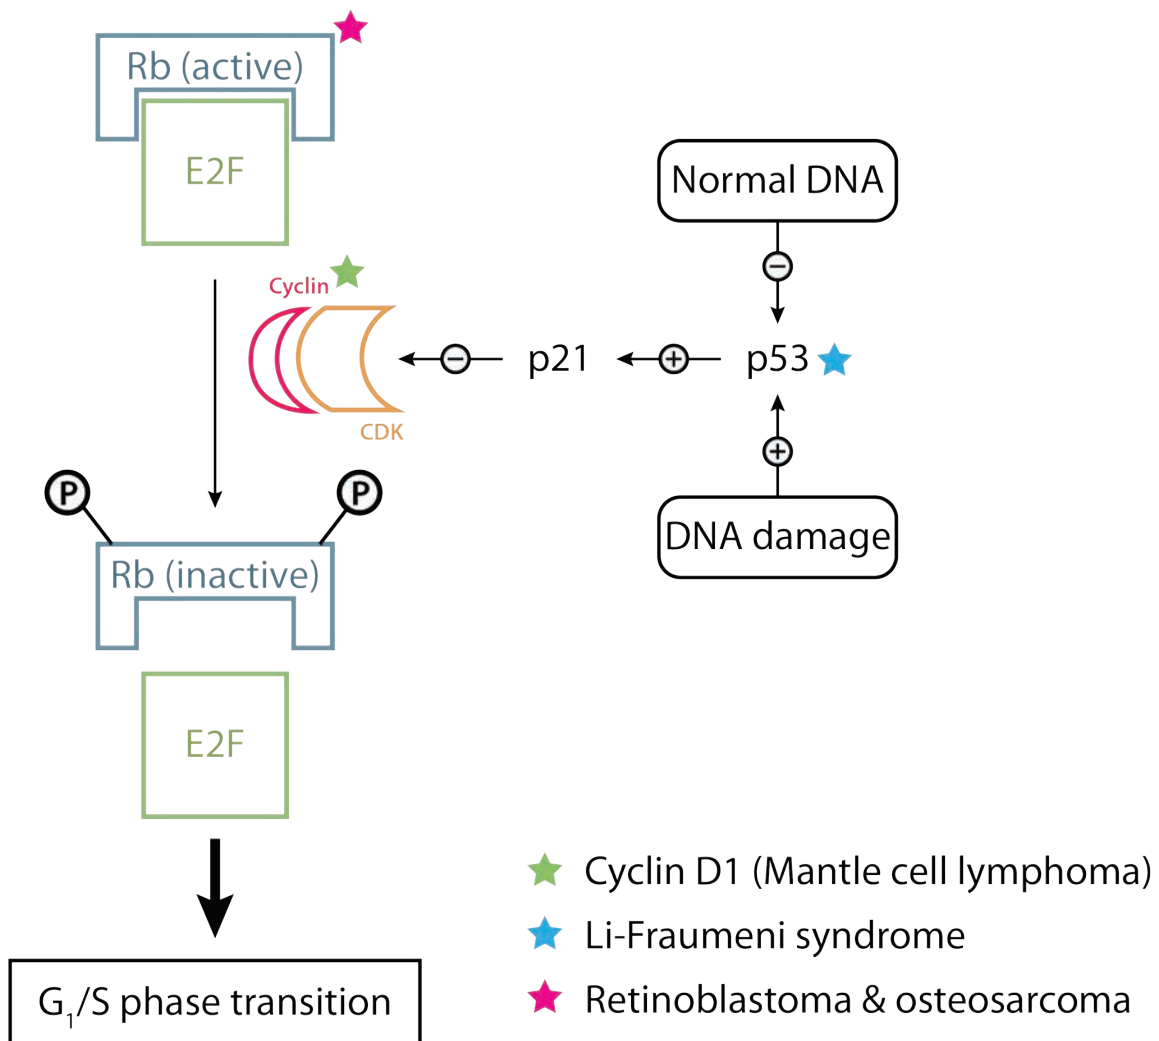 Rb (active)
E2F
Normal DNA
−
Cyclin
CDK
−
p21
+
p53
+
DNA damage
P
P
Rb (inactive)
E2F
G₁/S phase transition
Cyclin D1 (Mantle cell lymphoma)
Li-Fraumeni syndrome
Retinoblastoma & osteosarcoma